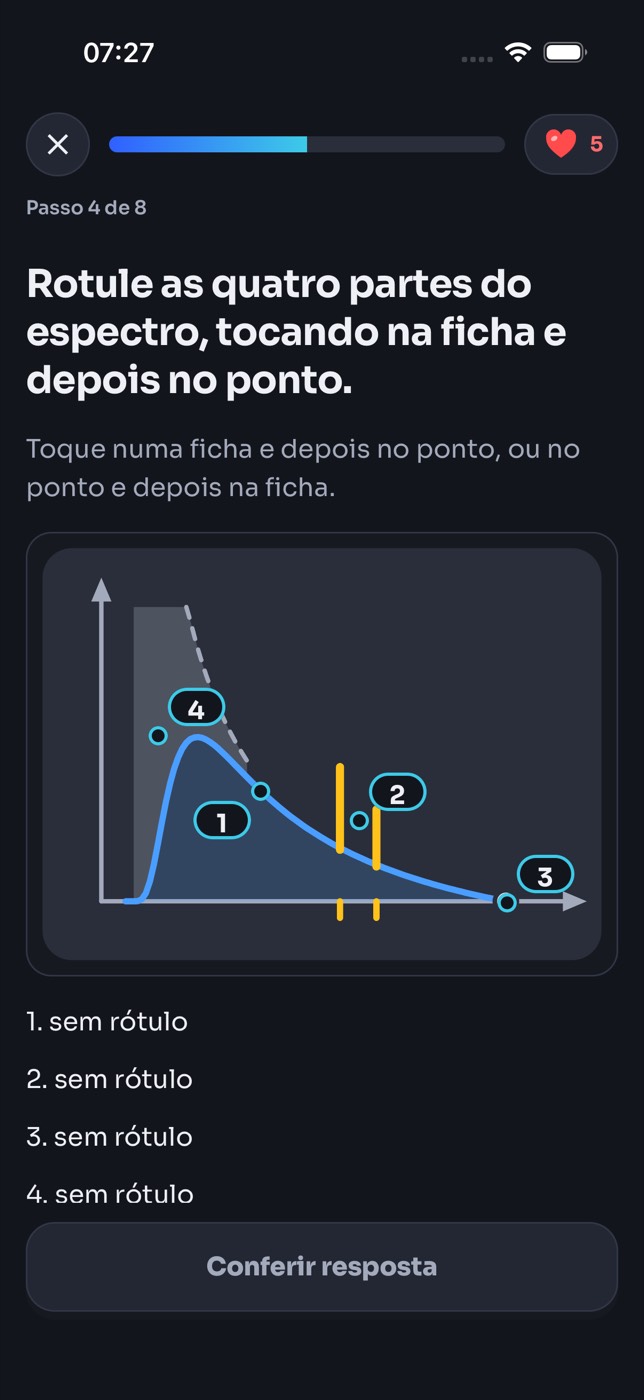 07:27
5
Passo 4 de 8
Rotule as quatro partes do
espectro, tocando na ficha e
depois no ponto.
Toque numa ficha e depois no ponto, ou no
ponto e depois na ficha.
4
2
1
3
1. sem rótulo
2. sem rótulo
3. sem rótulo
4. sem rótulo
Conferir resposta